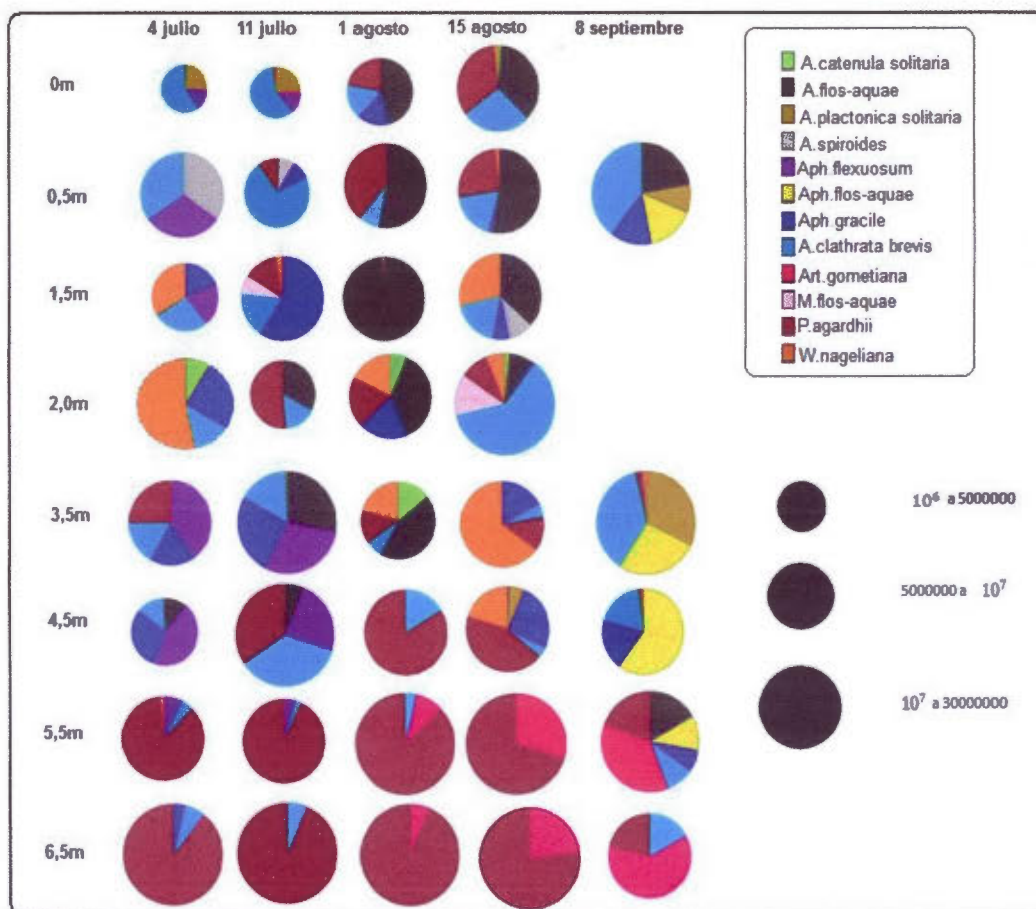 4 julio 11 julio 1 agosto 15 agosto 8 septiembre
0m
0,5m
1,5m
2,0m
3,5m
4,5m
5,5m
6,5m
A.catenula solitaria
A.flos-aquae
A.plactonica solitaria
A.spiroides
Aph.flexuosum
Aph.flos-aquae
Aph.gracile
A.clathrata brevis
Art.gometiana
M.flos-aquae
P.agardhii
W.nageliana
10⁶ a 5000000
5000000 a 10⁷
10⁷ a 30000000